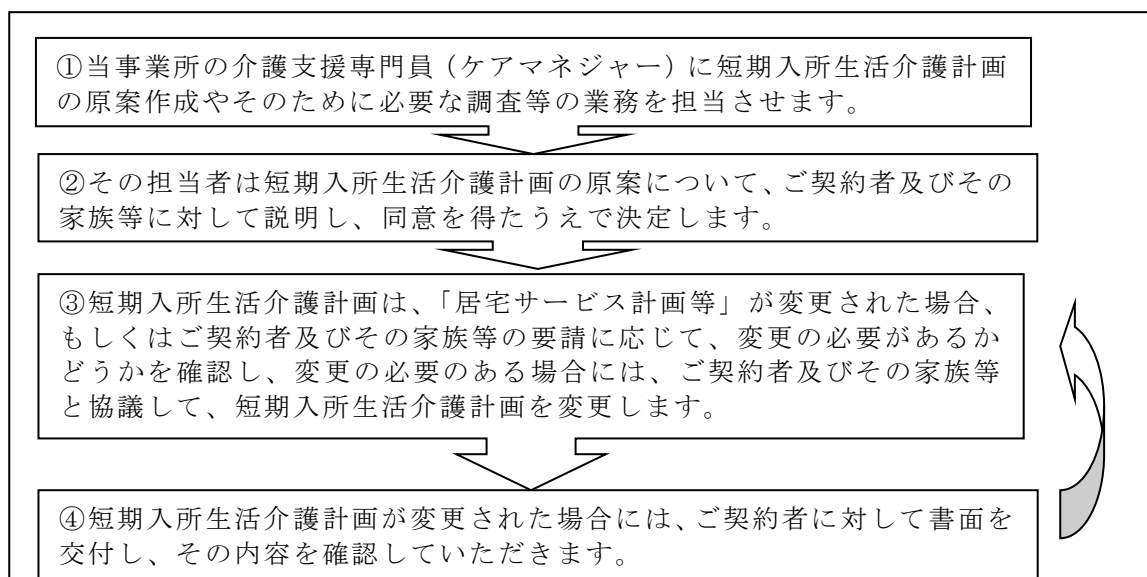 ①当事業所の介護支援専門員(ケアマネジャー)に短期入所生活介護計画
の原案作成やそのために必要な調査等の業務を担当させます。
②その担当者は短期入所生活介護計画の原案について、ご契約者及びその
家族等に対して説明し、同意を得たうえで決定します。
③短期入所生活介護計画は、「居宅サービス計画等」が変更された場合、
もしくはご契約者及びその家族等の要請に応じて、変更の必要があるか
どうかを確認し、変更の必要のある場合には、ご契約者及びその家族等
と協議して、短期入所生活介護計画を変更します。
④短期入所生活介護計画が変更された場合には、ご契約者に対して書面を
交付し、その内容を確認していただきます。